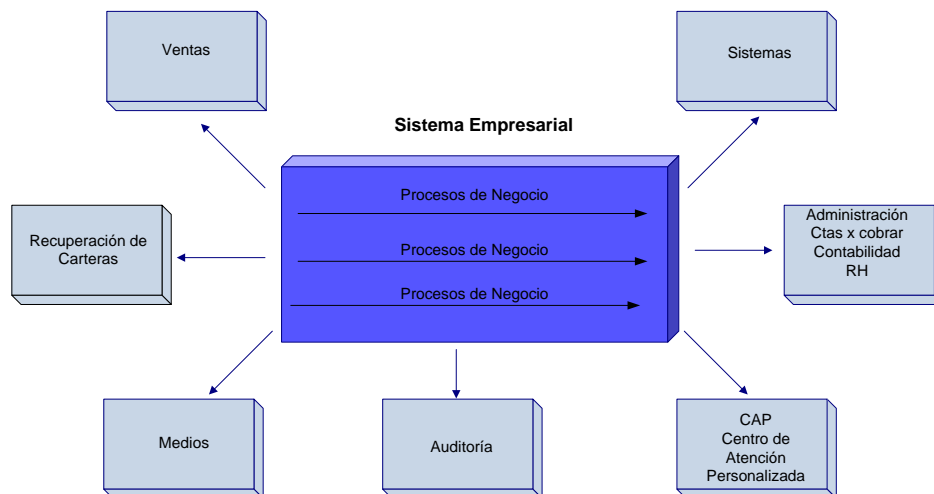 Ventas
Sistemas
Sistema Empresarial
Procesos de Negocio
Procesos de Negocio
Procesos de Negocio
Recuperación de
Carteras
Administración
Ctas x cobrar
Contabilidad
RH
Medios
Auditoría
CAP
Centro de
Atención
Personalizada